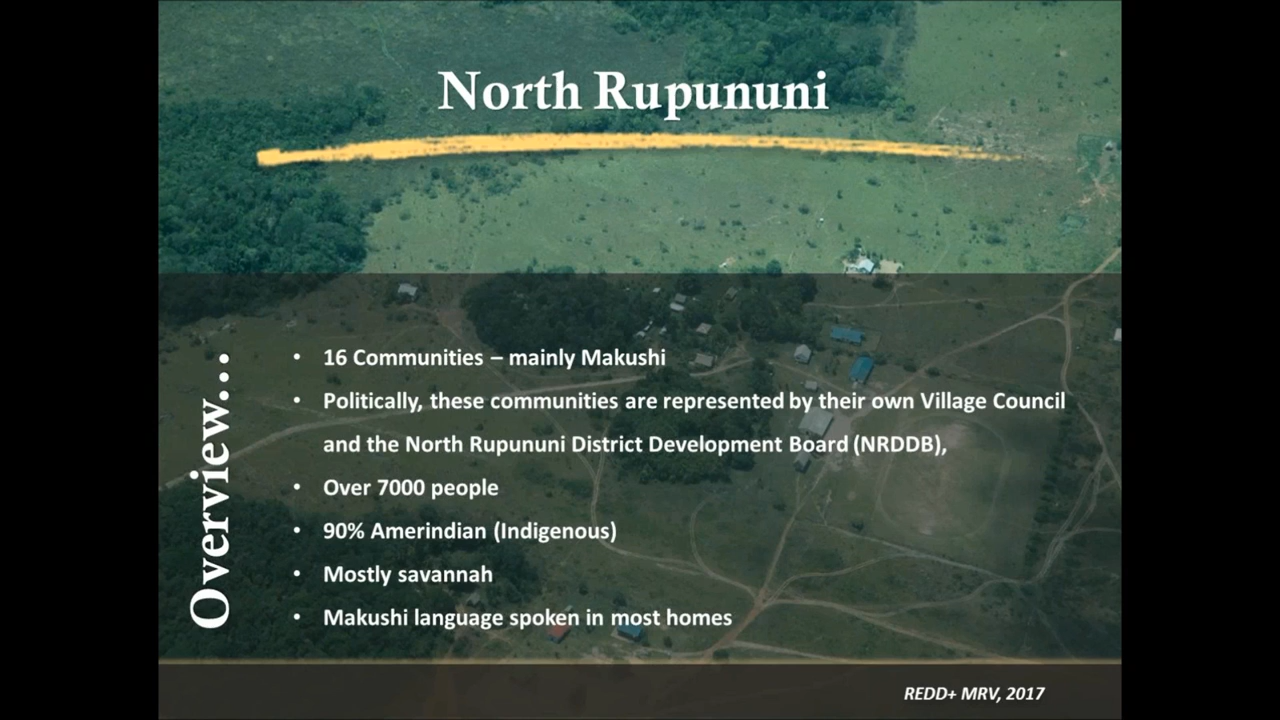 North Rupununi
Overview...
• 16 Communities – mainly Makushi
• Politically, these communities are represented by their own Village Council
and the North Rupununi District Development Board (NRDDB),
• Over 7000 people
• 90% Amerindian (Indigenous)
• Mostly savannah
• Makushi language spoken in most homes
REDD+ MRV, 2017